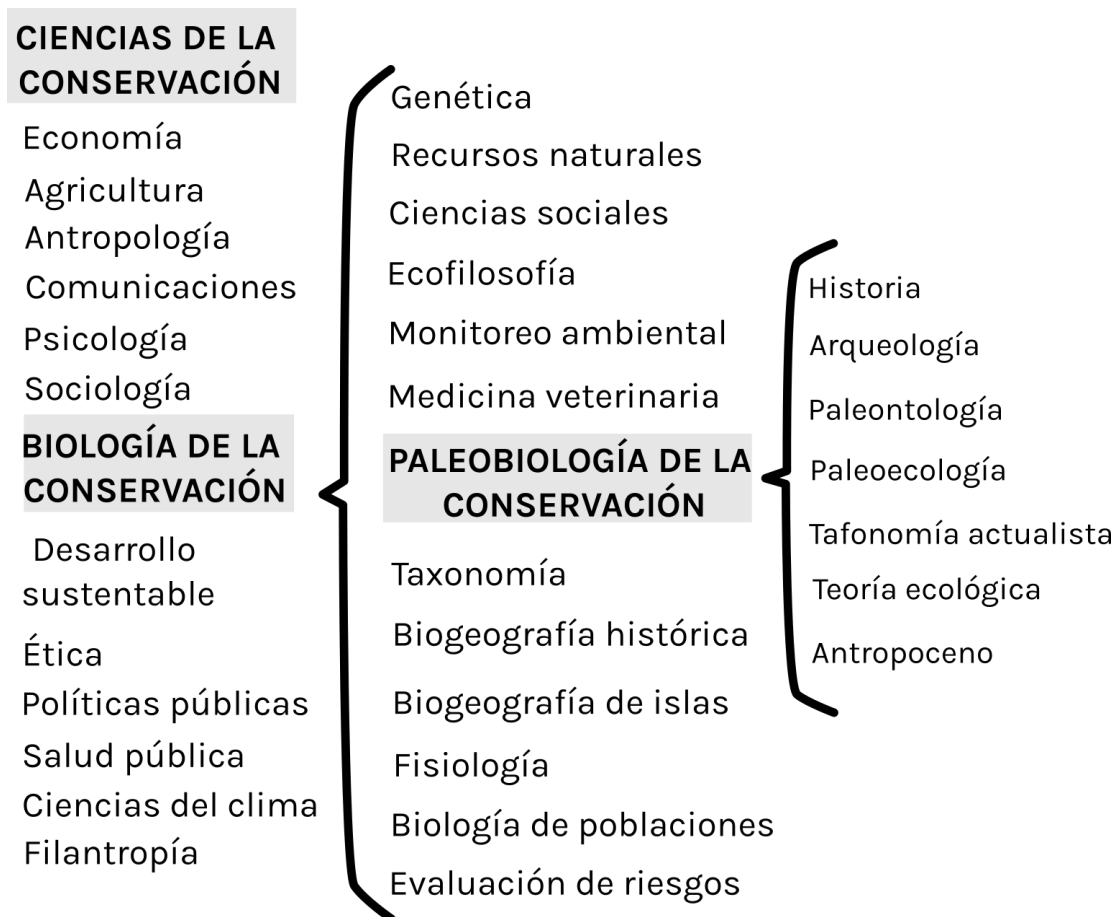 CIENCIAS DE LA
CONSERVACIÓN
Economía
Agricultura
Antropología
Comunicaciones
Psicología
Sociología
BIOLOGÍA DE LA
CONSERVACIÓN
Desarrollo
sustentable
Ética
Políticas públicas
Salud pública
Ciencias del clima
Filantropía
Genética
Recursos naturales
Ciencias sociales
Ecofilosofía
Monitoreo ambiental
Medicina veterinaria
PALEOBIOLOGÍA DE LA
CONSERVACIÓN
Taxonomía
Biogeografía histórica
Biogeografía de islas
Fisiología
Biología de poblaciones
Evaluación de riesgos
Historia
Arqueología
Paleontología
Paleoecología
Tafonomía actualista
Teoría ecológica
Antropoceno